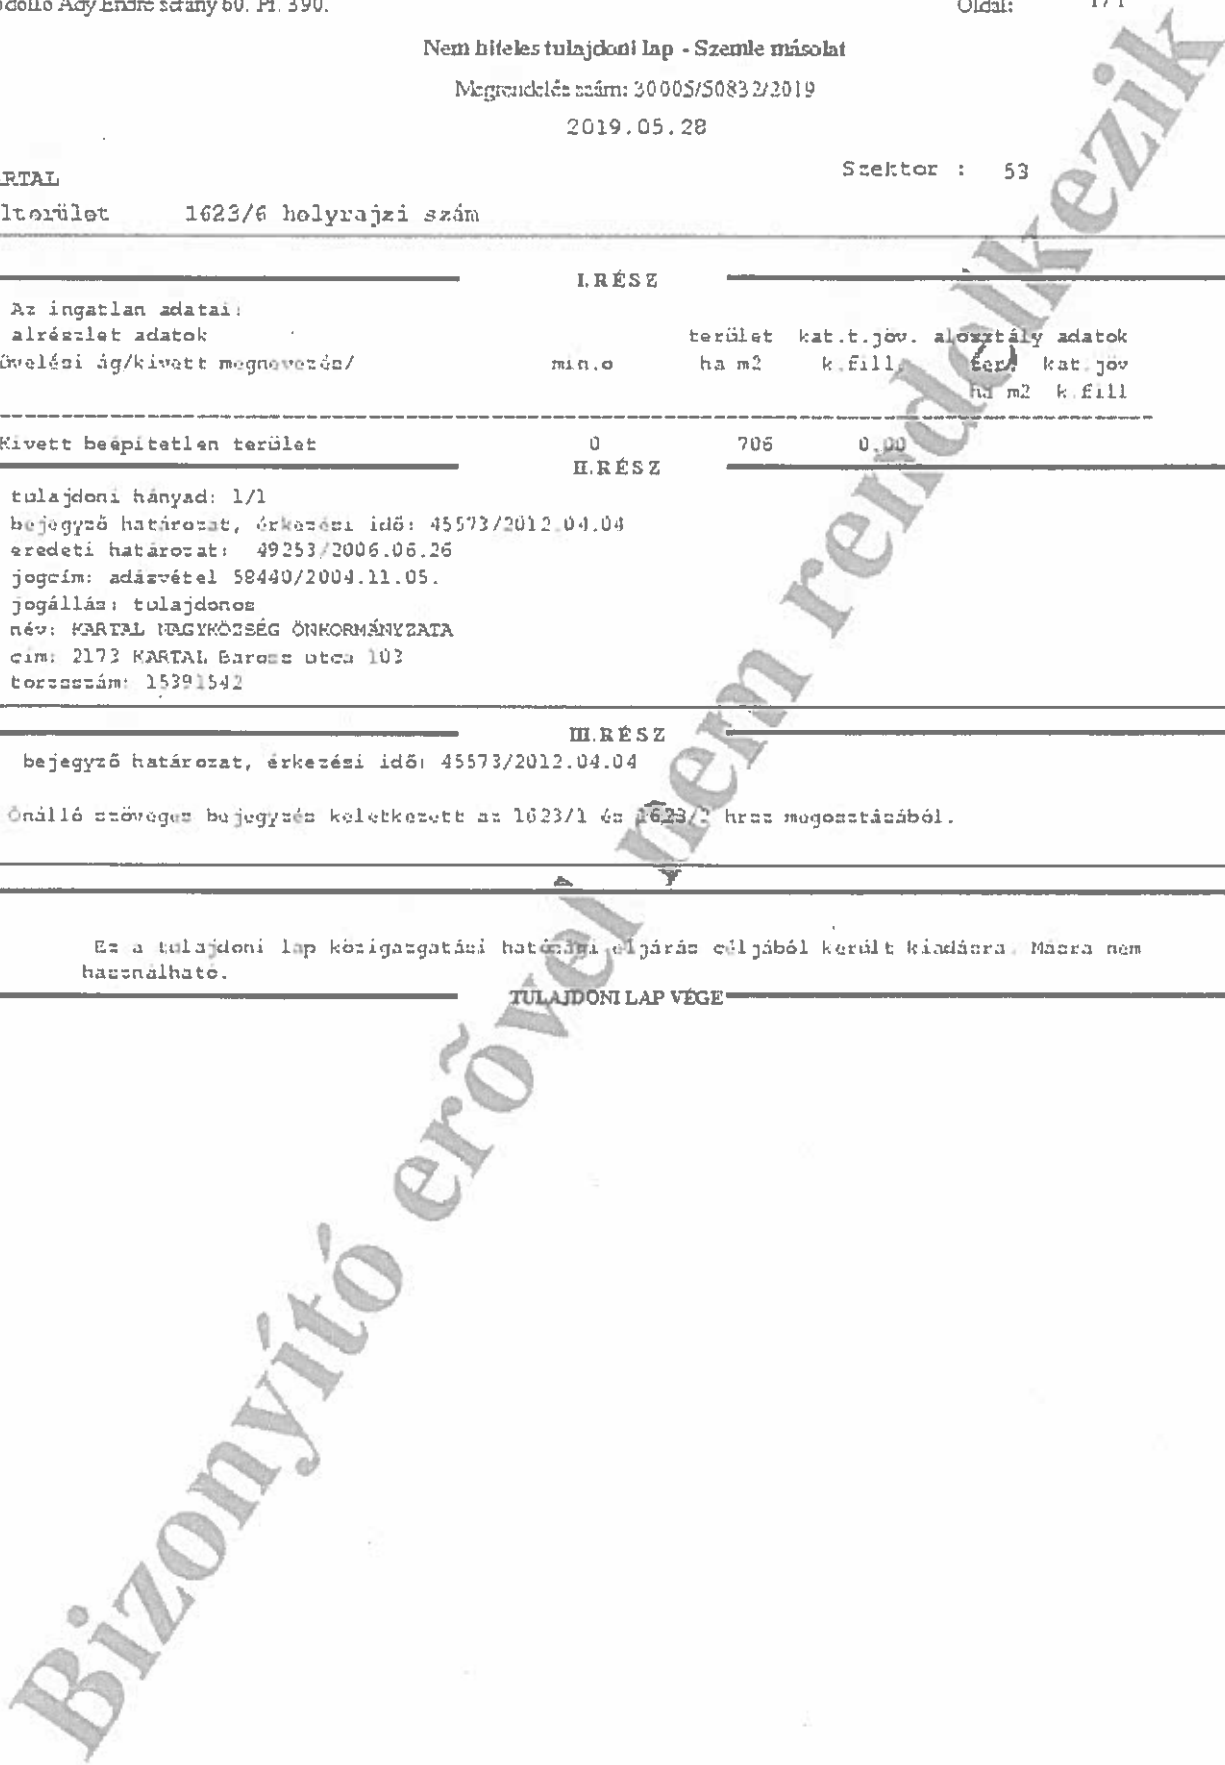 Ady Endre sétány 60. Pf. 390.
Oldal: 1/1
Nem hiteles tulajdoni lap - Szemle másolat
Megrendelés szám: 30005/50832/2019
2019.05.28
Szektor : 53
RTAL
lterület 1623/6 helyrajzi szám
I.RÉSZ
Az ingatlan adatai:
alrészlet adatok terület kat.t.jöv. alosztály adatok
űvelési ág/kivett megnevezés/ min.o ha m2 k.fill. ter. kat.jöv
ha m2 k.fill
Kivett beépítetlen terület 0 706 0.00
II.RÉSZ
tulajdoni hányad: 1/1
bejegyző határozat, érkezési idő: 45573/2012.04.04
eredeti határozat: 49253/2006.06.26
jogcím: adásvétel 58440/2004.11.05.
jogállás: tulajdonos
név: KARTAL NAGYKÖZSÉG ÖNKORMÁNYZATA
cím: 2173 KARTAL Baross utca 103
törzsszám: 15391542
III.RÉSZ
bejegyző határozat, érkezési idő: 45573/2012.04.04
Önálló szöveges bejegyzés keletkezett az 1623/1 és 1623/2 hrsz megosztásából.
Ez a tulajdoni lap közigazgatási hatósági eljárás céljából került kiadásra. Másra nem
használható.
TULAJDONI LAP VÉGE
Bizonyító erővel nem rendelkezik